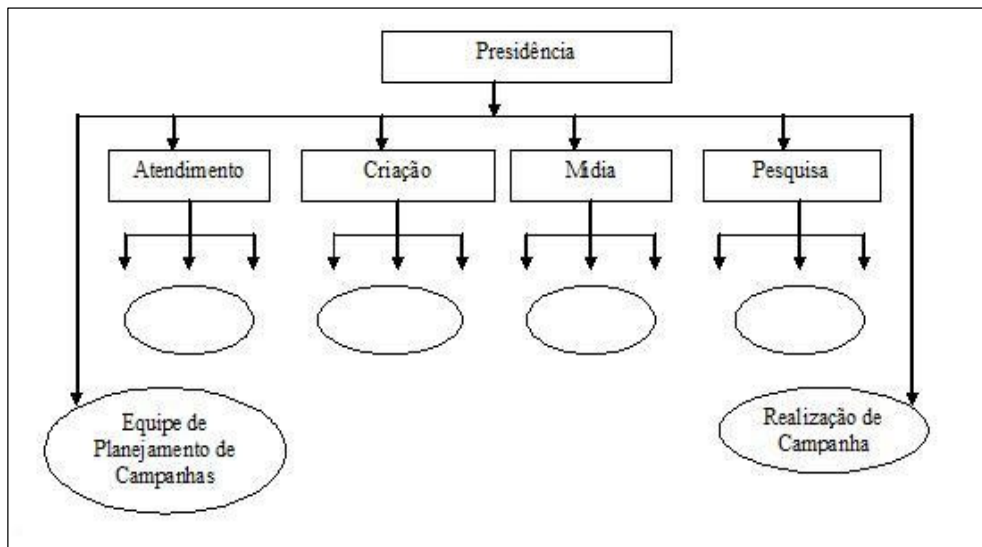 Presidência
Atendimento
Criação
Mídia
Pesquisa
Equipe de
Planejamento de
Campanhas
Realização de
Campanha